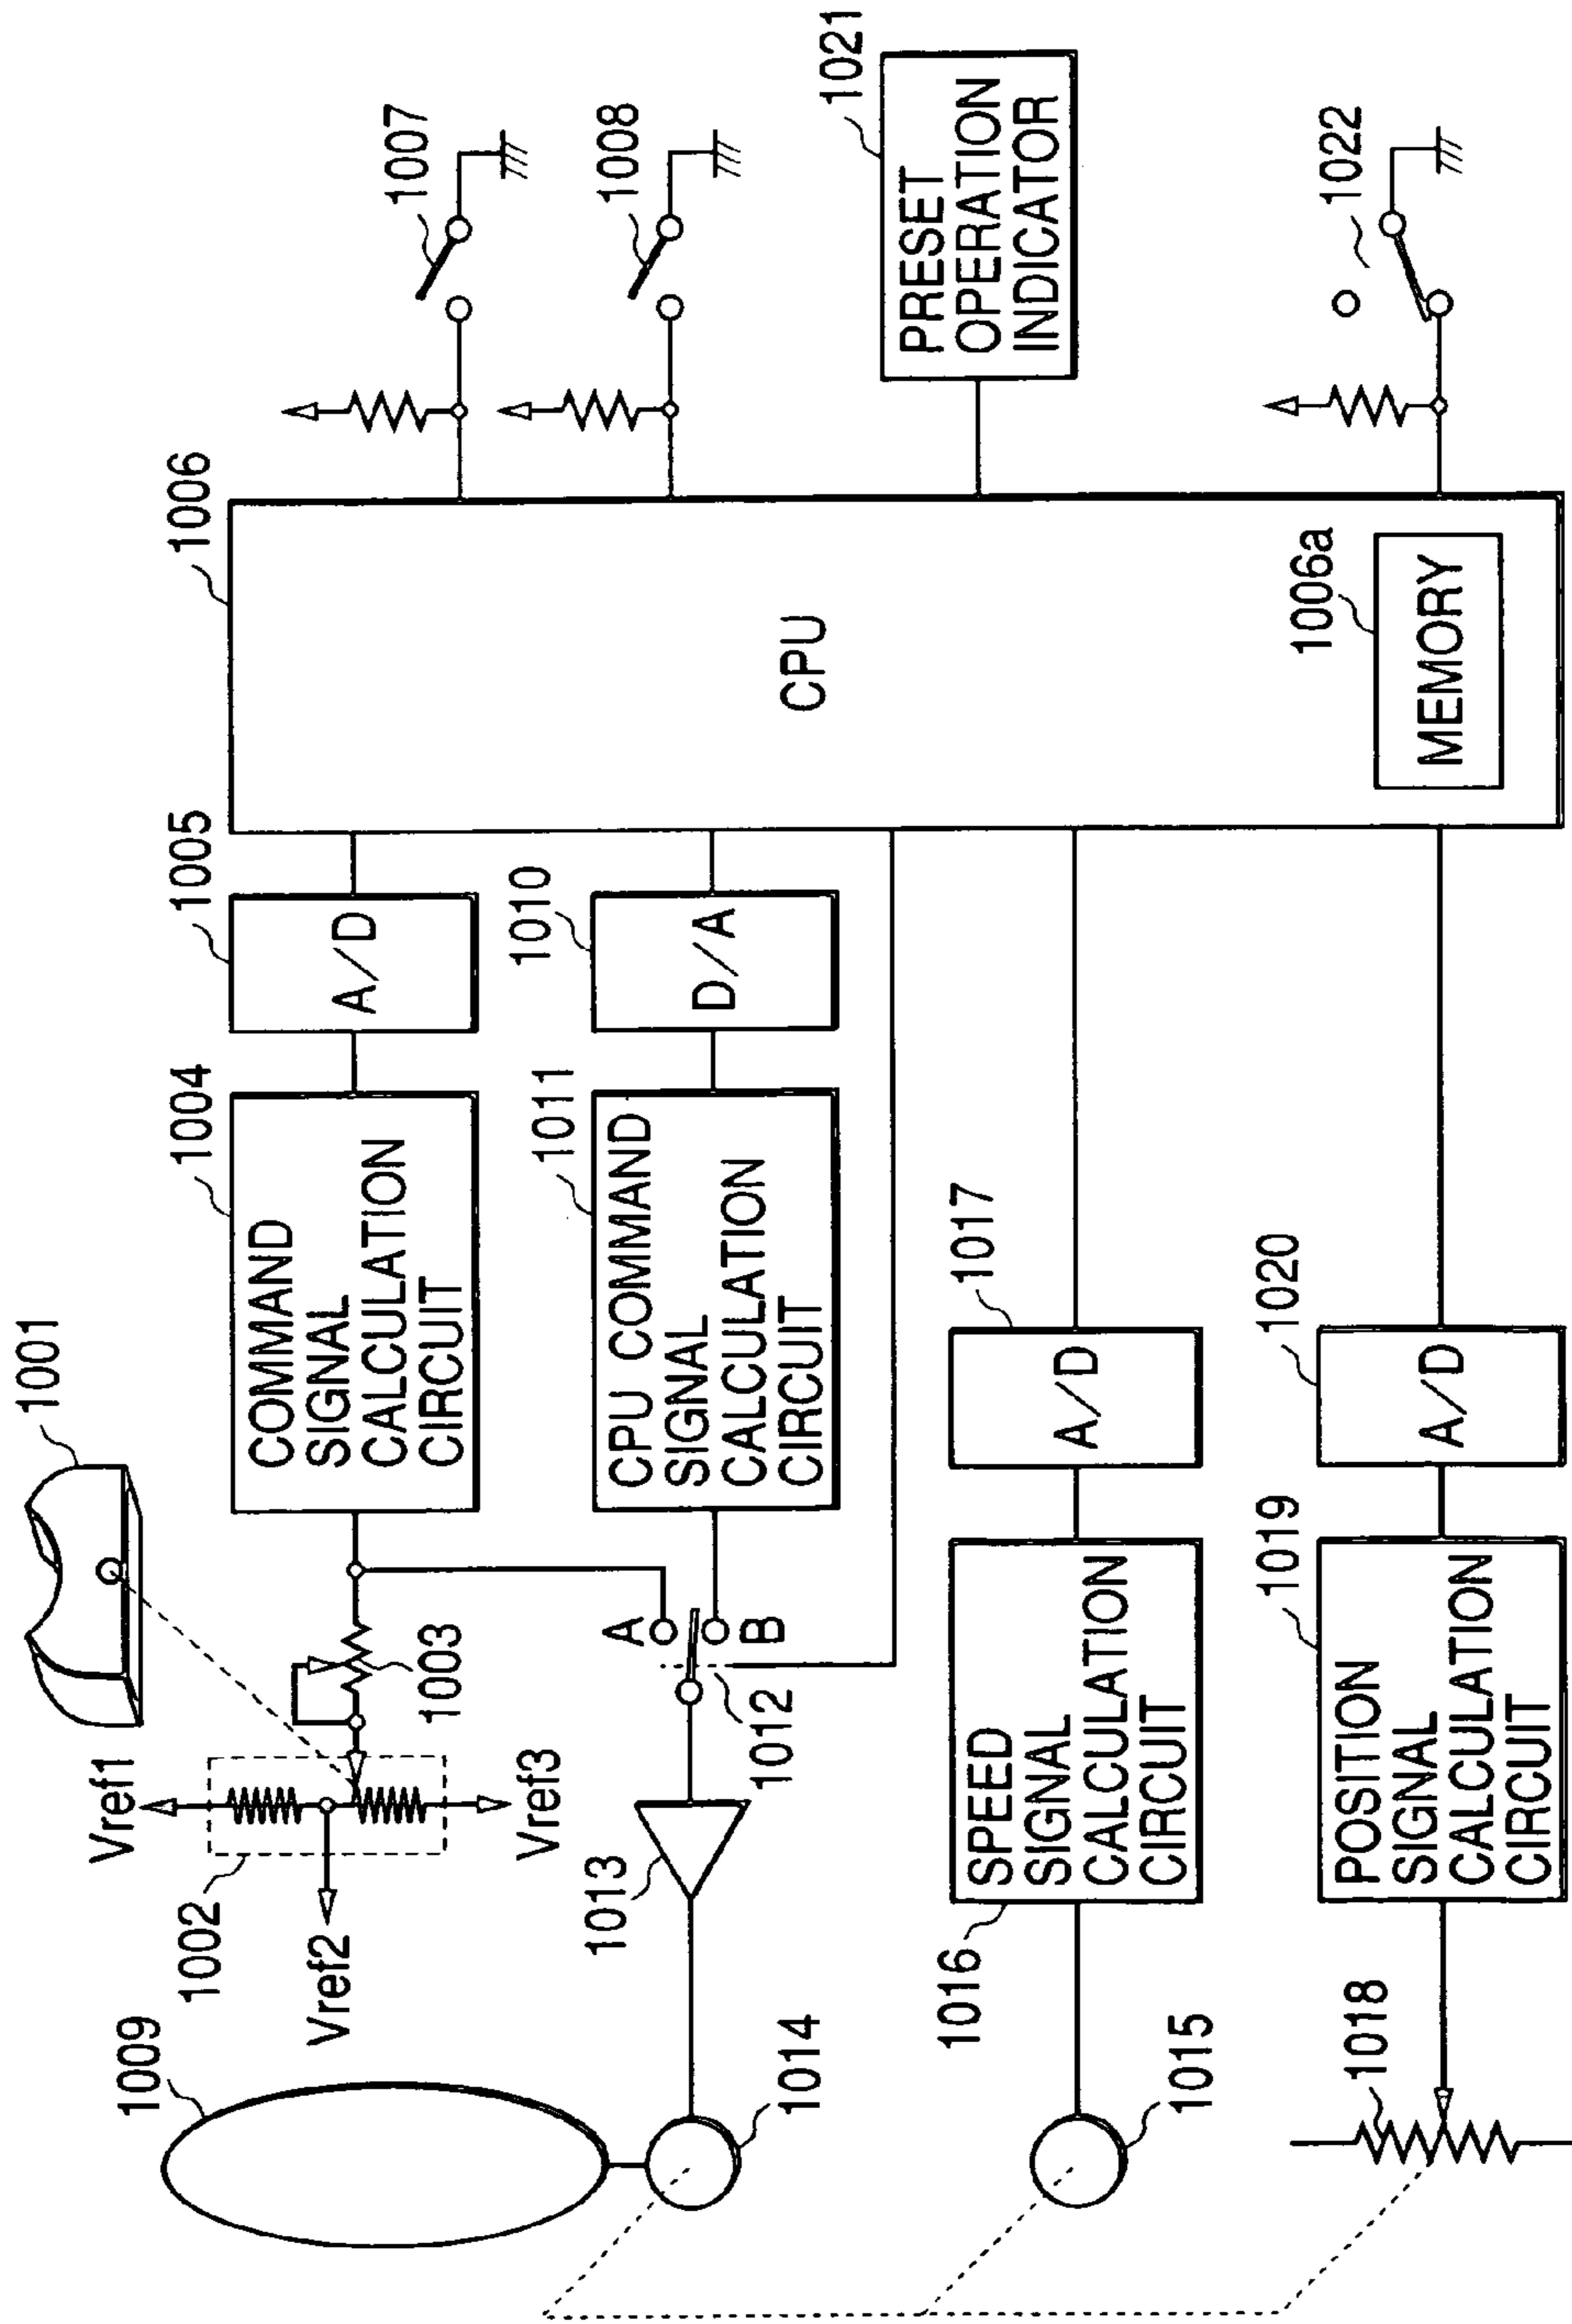 1001
Vref1
1002
Vref2
Vref3
1003
1004
COMMAND
SIGNAL
CALCULATION
CIRCUIT
1005
A/D
1006
CPU
1006a
MEMORY
1007
1008
1009
1010
D/A
1011
CPU COMMAND
SIGNAL
CALCULATION
CIRCUIT
A
B
1012
1013
1014
1015
1016
SPEED
SIGNAL
CALCULATION
CIRCUIT
1017
A/D
1018
1019
POSITION
SIGNAL
CALCULATION
CIRCUIT
1020
A/D
1021
PRESET
OPERATION
INDICATOR
1022